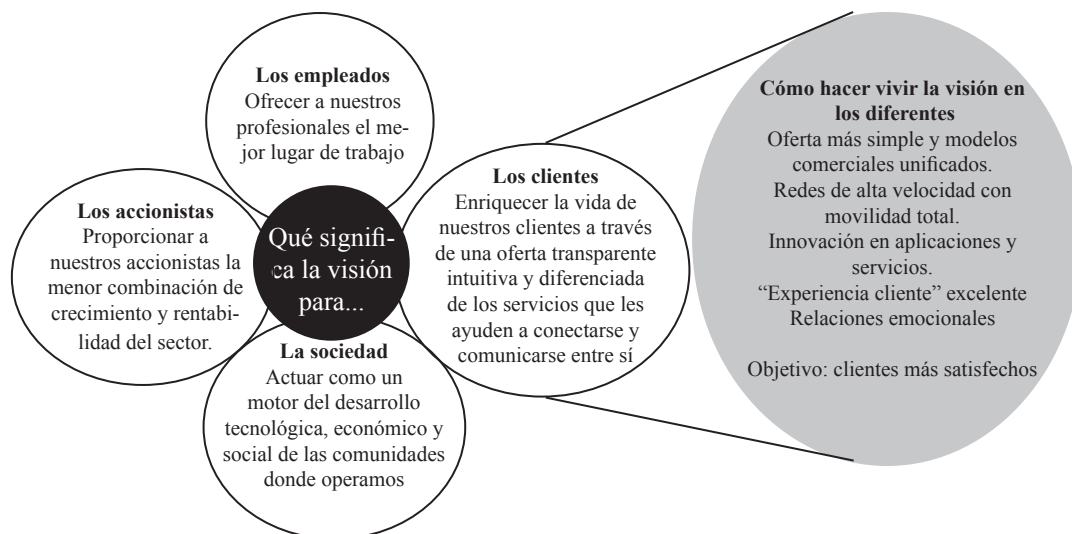 Los empleados
Ofrecer a nuestros
profesionales el me-
jor lugar de trabajo
Los accionistas
Proporcionar a
nuestros accionistas la
menor combinación de
crecimiento y rentabi-
lidad del sector.
Qué signifi-
ca la visión
para...
Los clientes
Enriquecer la vida de
nuestros clientes a través
de una oferta transparente
intuitiva y diferenciada
de los servicios que les
ayuden a conectarse y
comunicarse entre sí
La sociedad
Actuar como un
motor del desarrollo
tecnológica, económico y
social de las comunidades
donde operamos
Cómo hacer vivir la visión en
los diferentes
Oferta más simple y modelos
comerciales unificados.
Redes de alta velocidad con
movilidad total.
Innovación en aplicaciones y
servicios.
“Experiencia cliente” excelente
Relaciones emocionales
Objetivo: clientes más satisfechos